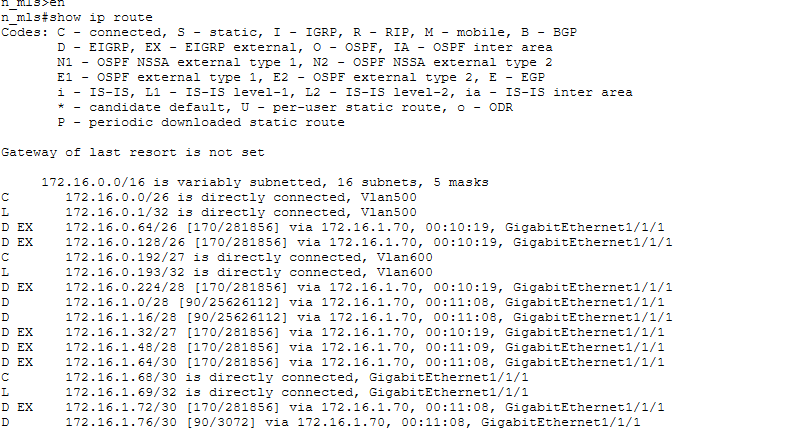 n_mls>en
n_mls#show ip route
Codes: C - connected, S - static, I - IGRP, R - RIP, M - mobile, B - BGP
D - EIGRP, EX - EIGRP external, O - OSPF, IA - OSPF inter area
N1 - OSPF NSSA external type 1, N2 - OSPF NSSA external type 2
E1 - OSPF external type 1, E2 - OSPF external type 2, E - EGP
i - IS-IS, L1 - IS-IS level-1, L2 - IS-IS level-2, ia - IS-IS inter area
* - candidate default, U - per-user static route, o - ODR
P - periodic downloaded static route
Gateway of last resort is not set
172.16.0.0/16 is variably subnetted, 16 subnets, 5 masks
C 172.16.0.0/26 is directly connected, Vlan500
L 172.16.0.1/32 is directly connected, Vlan500
D EX 172.16.0.64/26 [170/281856] via 172.16.1.70, 00:10:19, GigabitEthernet1/1/1
D EX 172.16.0.128/26 [170/281856] via 172.16.1.70, 00:10:19, GigabitEthernet1/1/1
C 172.16.0.192/27 is directly connected, Vlan600
L 172.16.0.193/32 is directly connected, Vlan600
D EX 172.16.0.224/28 [170/281856] via 172.16.1.70, 00:10:19, GigabitEthernet1/1/1
D 172.16.1.0/28 [90/25626112] via 172.16.1.70, 00:11:08, GigabitEthernet1/1/1
D 172.16.1.16/28 [90/25626112] via 172.16.1.70, 00:11:08, GigabitEthernet1/1/1
D EX 172.16.1.32/27 [170/281856] via 172.16.1.70, 00:10:19, GigabitEthernet1/1/1
D EX 172.16.1.48/28 [170/281856] via 172.16.1.70, 00:11:09, GigabitEthernet1/1/1
D EX 172.16.1.64/30 [170/281856] via 172.16.1.70, 00:11:08, GigabitEthernet1/1/1
C 172.16.1.68/30 is directly connected, GigabitEthernet1/1/1
L 172.16.1.69/32 is directly connected, GigabitEthernet1/1/1
D EX 172.16.1.72/30 [170/281856] via 172.16.1.70, 00:11:08, GigabitEthernet1/1/1
D 172.16.1.76/30 [90/3072] via 172.16.1.70, 00:11:08, GigabitEthernet1/1/1